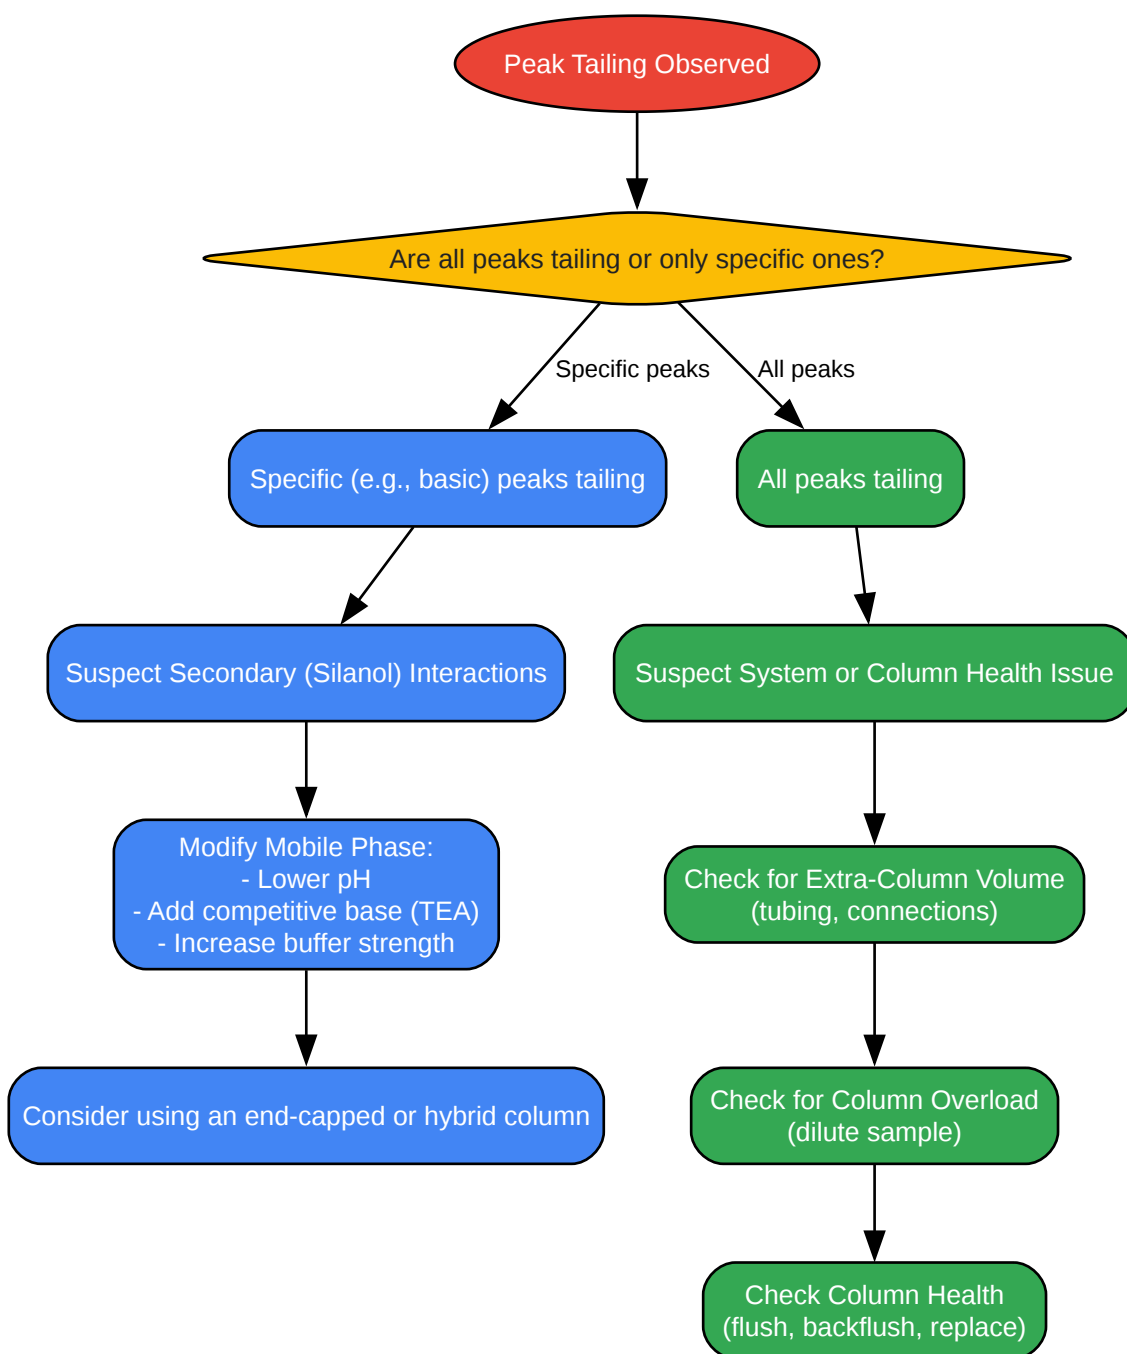 Peak Tailing Observed
Are all peaks tailing or only specific ones?
Specific peaks
All peaks
Specific (e.g., basic) peaks tailing
All peaks tailing
Suspect Secondary (Silanol) Interactions
Suspect System or Column Health Issue
Modify Mobile Phase:
- Lower pH
- Add competitive base (TEA)
- Increase buffer strength
Check for Extra-Column Volume
(tubing, connections)
Consider using an end-capped or hybrid column
Check for Column Overload
(dilute sample)
Check Column Health
(flush, backflush, replace)